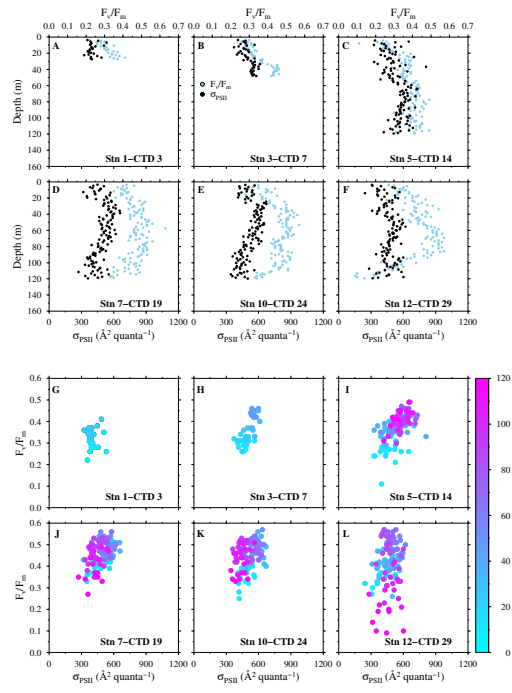 Fv/Fm Fv/Fm Fv/Fm
0 0.1 0.2 0.3 0.4 0.5 0.6 0.7 0.1 0.2 0.3 0.4 0.5 0.6 0.7 0.1 0.2 0.3 0.4 0.5 0.6 0.7
0
20
40
60
80
100
120
140
160
Depth (m)
A
Stn 1−CTD 3
B
Fv/Fm
σPSII
Stn 3−CTD 7
C
Stn 5−CTD 14
0
20
40
60
80
100
120
140
160
Depth (m)
D
Stn 7−CTD 19
E
Stn 10−CTD 24
F
Stn 12−CTD 29
0 300 600 900 1200 300 600 900 1200 300 600 900 1200
σPSII (Å2 quanta−1) σPSII (Å2 quanta−1) σPSII (Å2 quanta−1)
0.6
0.5
0.4
0.3
0.2
0.1
0.0
Fv/Fm
G
Stn 1−CTD 3
H
Stn 3−CTD 7
I
Stn 5−CTD 14
0.6
0.5
0.4
0.3
0.2
0.1
0.0
Fv/Fm
J
Stn 7−CTD 19
K
Stn 10−CTD 24
L
Stn 12−CTD 29
0 300 600 900 1200 300 600 900 1200 300 600 900 1200
σPSII (Å2 quanta−1) σPSII (Å2 quanta−1) σPSII (Å2 quanta−1)
120
100
80
60
40
20
0